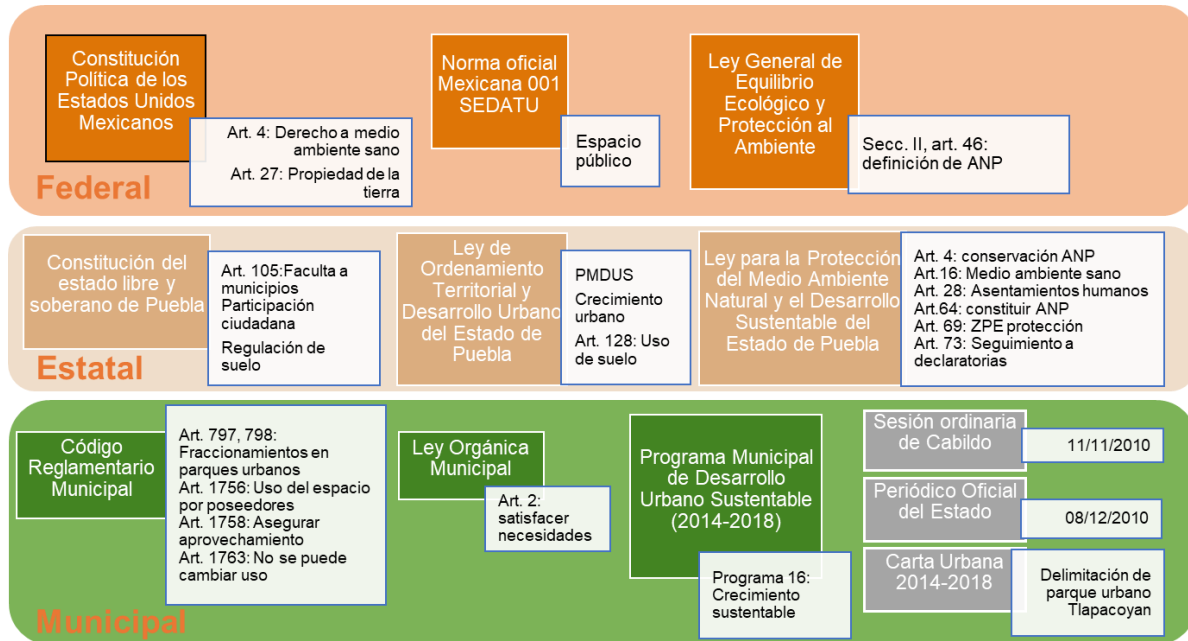 Constitución
Política de los
Estados Unidos
Mexicanos
Art. 4: Derecho a medio
ambiente sano
Art. 27: Propiedad de la
tierra
Norma oficial
Mexicana 001
SEDATU
Espacio
público
Ley General de
Equilibrio
Ecológico y
Protección al
Ambiente
Secc. II, art. 46:
definición de ANP
Federal
Constitución del
estado libre y
soberano de Puebla
Art. 105:Faculta a
municipios
Participación
ciudadana
Regulación de
suelo
Ley de
Ordenamiento
Territorial y
Desarrollo Urbano
del Estado de
Puebla
PMDUS
Crecimiento
urbano
Art. 128: Uso
de suelo
Ley para la Protección
del Medio Ambiente
Natural y el Desarrollo
Sustentable del
Estado de Puebla
Art. 4: conservación ANP
Art.16: Medio ambiente sano
Art. 28: Asentamientos humanos
Art.64: constituir ANP
Art. 69: ZPE protección
Art. 73: Seguimiento a
declaratorias
Estatal
Código
Reglamentario
Municipal
Art. 797, 798:
Fraccionamientos en
parques urbanos
Art. 1756: Uso del espacio
por poseedores
Art. 1758: Asegurar
aprovechamiento
Art. 1763: No se puede
cambiar uso
Ley Orgánica
Municipal
Art. 2:
satisfacer
necesidades
Programa Municipal
de Desarrollo
Urbano Sustentable
(2014-2018)
Programa 16:
Crecimiento
sustentable
Sesión ordinaria
de Cabildo
11/11/2010
Periódico Oficial
del Estado
08/12/2010
Carta Urbana
2014-2018
Delimitación de
parque urbano
Tlapacoyan
Municipal